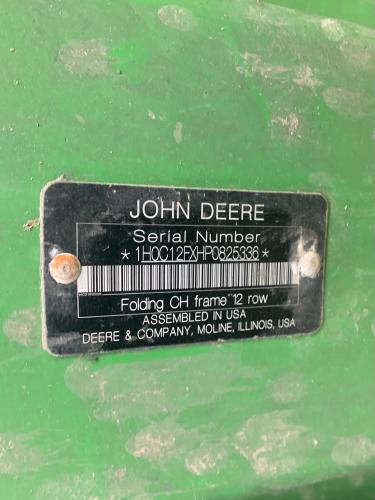 JOHN DEERE
Serial Number
*1H0C12FXHP0825336*
Folding CH frame 12 row
ASSEMBLED IN USA
DEERE & COMPANY, MOLINE, ILLINOIS, USA